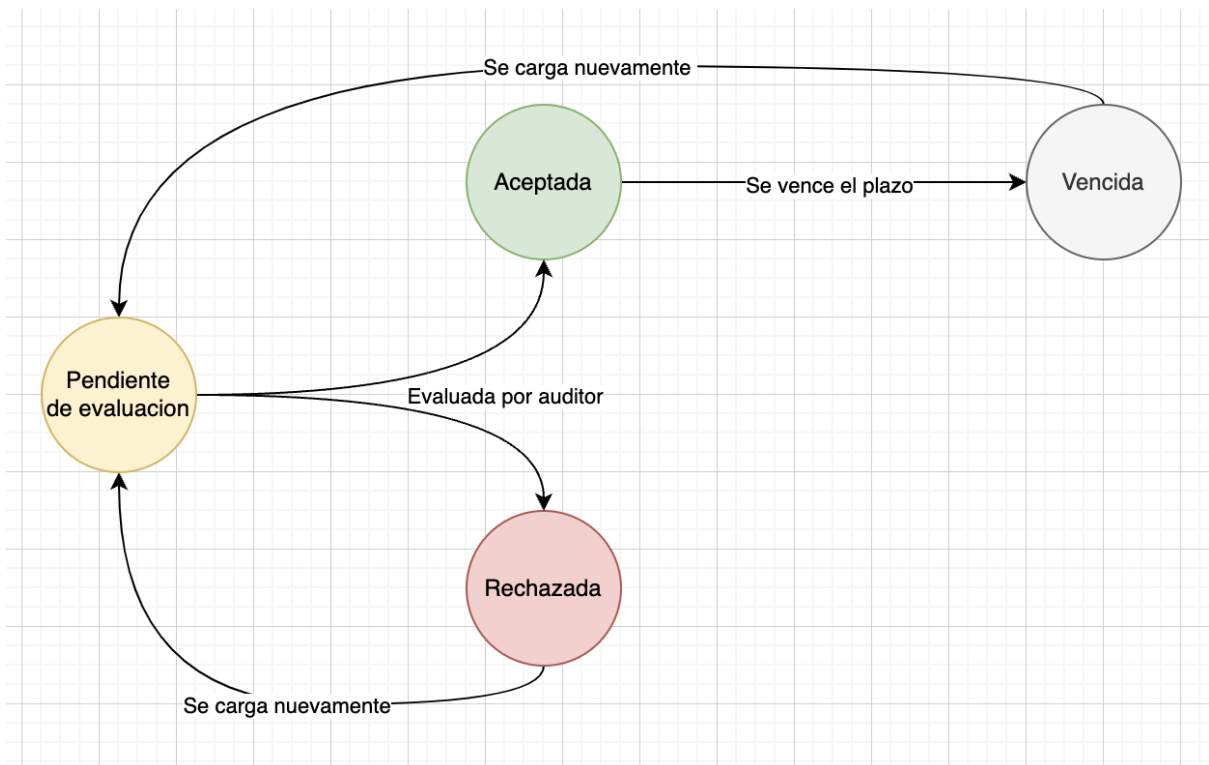 Se carga nuevamente
Aceptada
Se vence el plazo
Vencida
Pendiente
de evaluacion
Evaluada por auditor
Rechazada
Se carga nuevamente